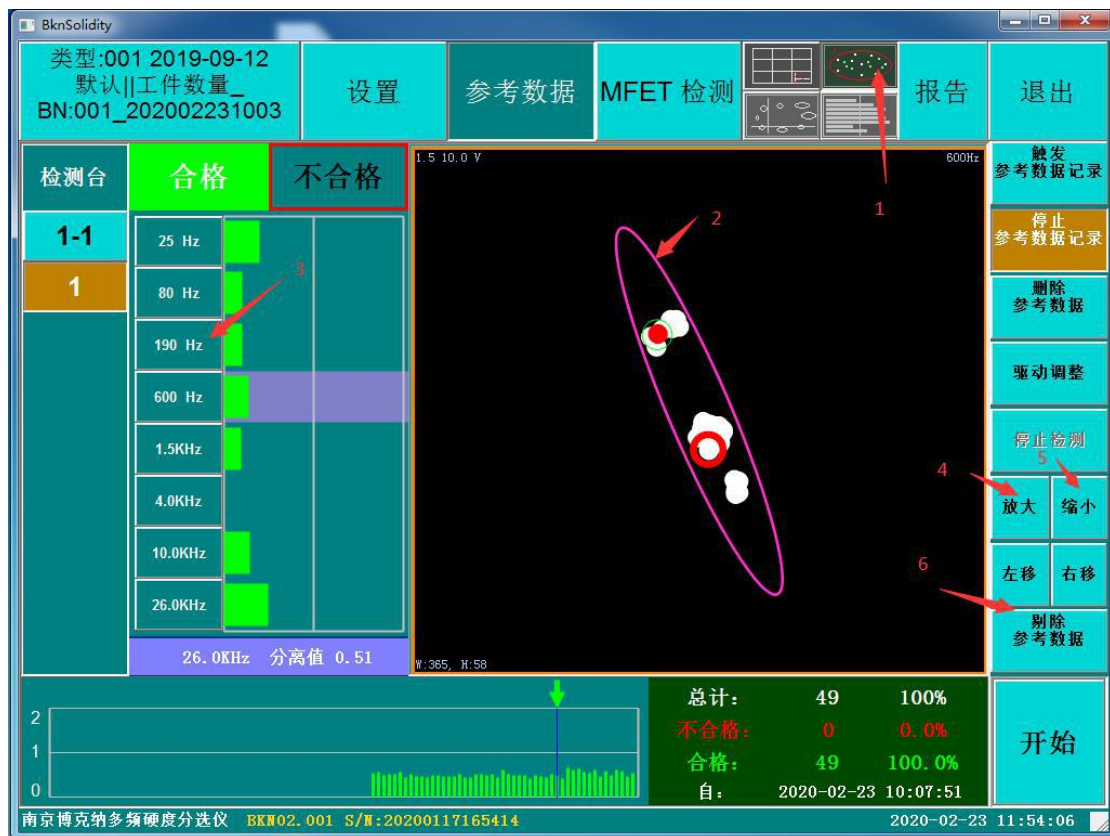 BknSolidity
类型:001 2019-09-12
默认||工件数量_
BN:001_202002231003
设置
参考数据
MFET 检测
报告
退出
1
检测台
合格
不合格
1-1
1
25 Hz
80 Hz
190 Hz
600 Hz
1.5KHz
4.0KHz
10.0KHz
26.0KHz
3
26.0KHz 分离值 0.51
1.5 10.0 V
600Hz
2
W:365, H:58
触发
参考数据记录
停止
参考数据记录
删除
参考数据
驱动调整
停止检测
4
5
放大
缩小
左移
右移
6
剔除
参考数据
2
1
0
总计: 49 100%
不合格: 0 0.0%
合格: 49 100.0%
自: 2020-02-23 10:07:51
开始
南京博克纳多频硬度分选仪 BKN02.001 S/N:20200117165414
2020-02-23 11:54:06